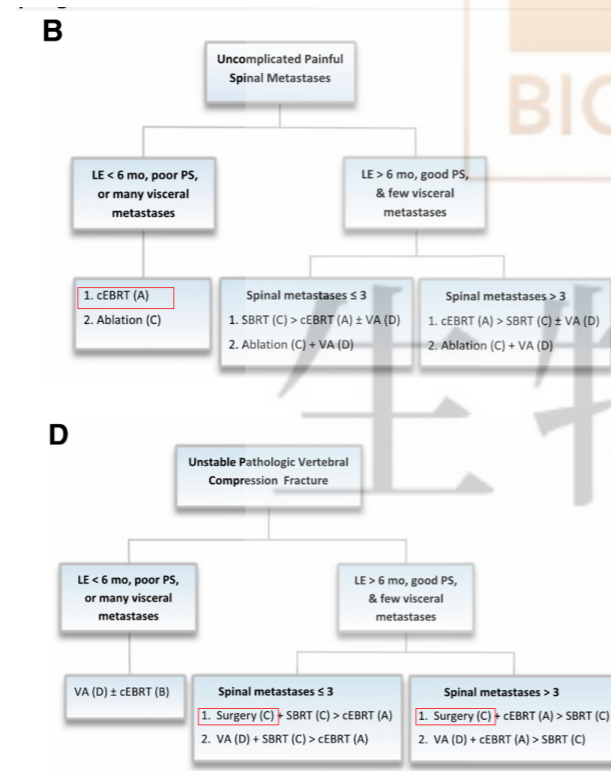 B
Uncomplicated Painful
Spinal Metastases
LE < 6 mo, poor PS,
or many visceral
metastases
LE > 6 mo, good PS,
& few visceral
metastases
1. cEBRT (A)
2. Ablation (C)
Spinal metastases ≤ 3
1. SBRT (C) > cEBRT (A) ± VA (D)
2. Ablation (C) + VA (D)
Spinal metastases > 3
1. cEBRT (A) > SBRT (C) ± VA (D)
2. Ablation (C) + VA (D)
BIO
生物
D
Unstable Pathologic Vertebral
Compression Fracture
LE < 6 mo, poor PS,
or many visceral
metastases
LE > 6 mo, good PS,
& few visceral
metastases
VA (D) ± cEBRT (B)
Spinal metastases ≤ 3
1. Surgery (C) + SBRT (C) > cEBRT (A)
2. VA (D) + SBRT (C) > cEBRT (A)
Spinal metastases > 3
1. Surgery (C) + cEBRT (A) > SBRT (C)
2. VA (D) + cEBRT (A) > SBRT (C)